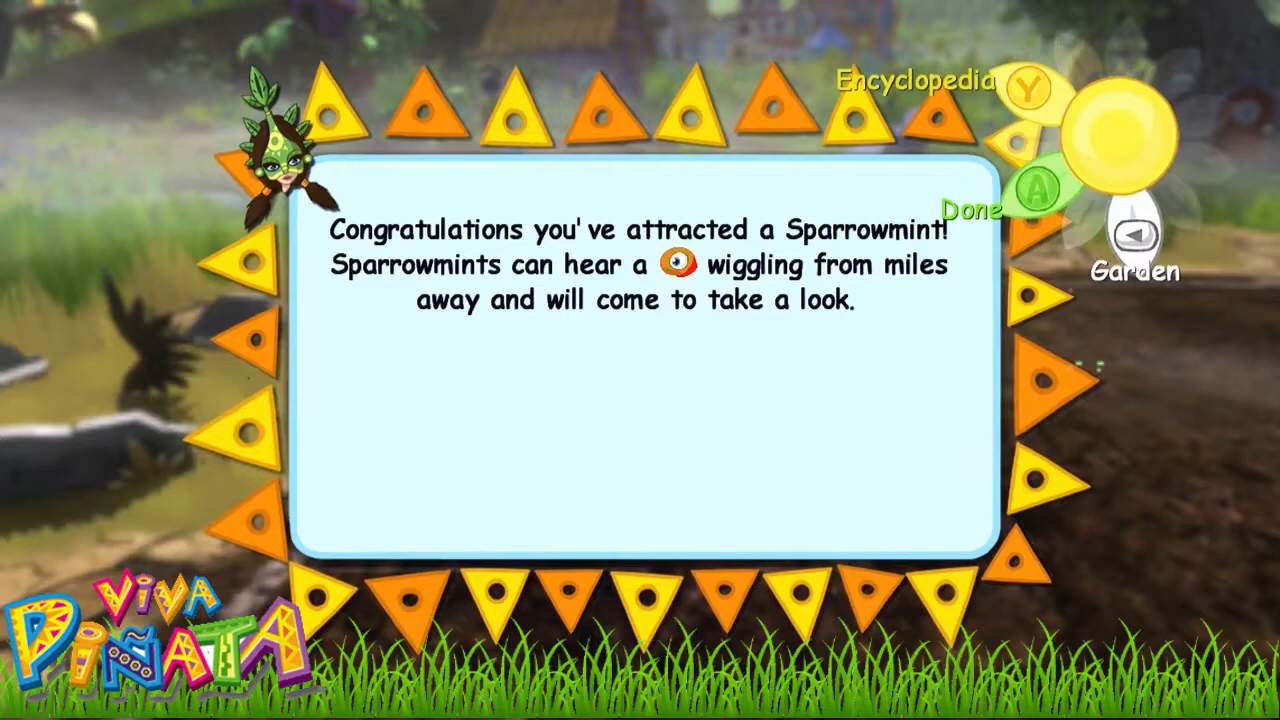 Encyclopedia Y
A
Done
Congratulations you've attracted a Sparrowmint!
Sparrowmints can hear a wiggling from miles
away and will come to take a look.
Garden
VIVA
PIÑATA